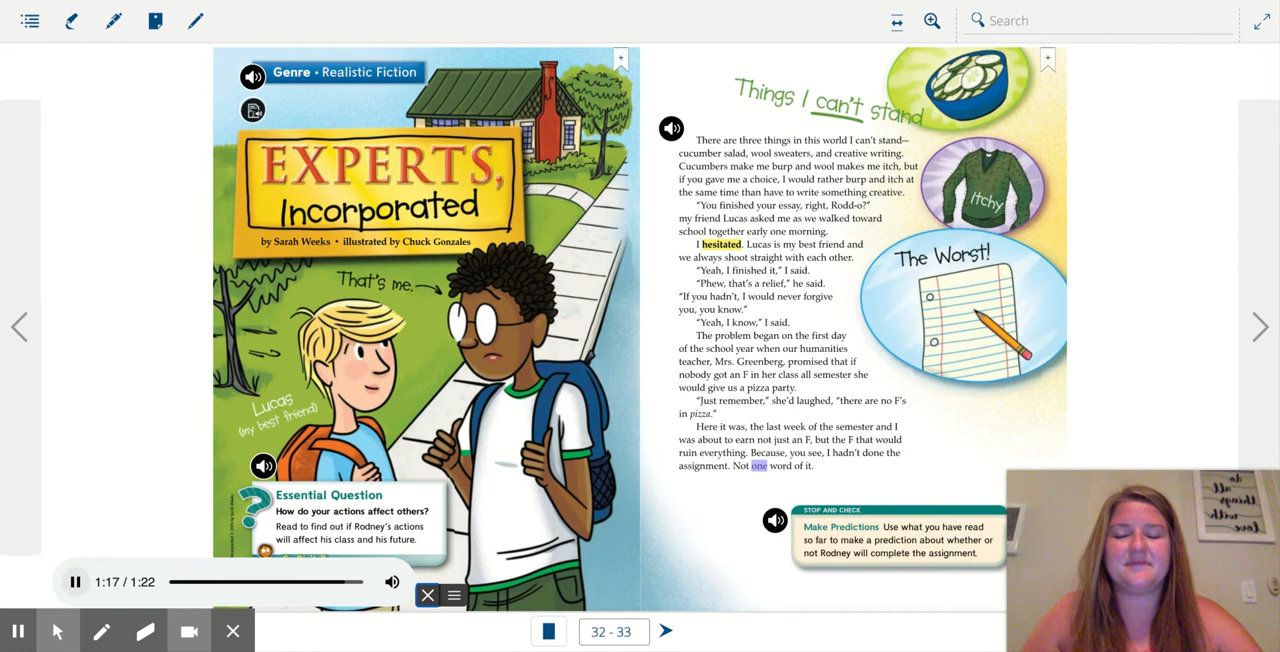 Search
Genre • Realistic Fiction
EXPERTS,
Incorporated
by Sarah Weeks • illustrated by Chuck Gonzales
That's me.
Lucas
(my best friend)
Essential Question
How do your actions affect others?
Read to find out if Rodney's actions
will affect his class and his future.
Things I can't stand
There are three things in this world I can't stand—
cucumber salad, wool sweaters, and creative writing.
Cucumbers make me burp and wool makes me itch, but
if you gave me a choice, I would rather burp and itch at
the same time than have to write something creative.
"You finished your essay, right, Rodd-o?"
my friend Lucas asked me as we walked toward
school together early one morning.
I hesitated. Lucas is my best friend and
we always shoot straight with each other.
"Yeah, I finished it," I said.
"Phew, that's a relief," he said.
"If you hadn't, I would never forgive
you, you know."
"Yeah, I know," I said.
The problem began on the first day
of the school year when our humanities
teacher, Mrs. Greenberg, promised that if
nobody got an F in her class all semester she
would give us a pizza party.
"Just remember," she'd laughed, "there are no F's
in pizza."
Here it was, the last week of the semester and I
was about to earn not just an F, but the F that would
ruin everything. Because, you see, I hadn't done the
assignment. Not one word of it.
Itchy
The Worst!
STOP AND CHECK
Make Predictions Use what you have read
so far to make a prediction about whether or
not Rodney will complete the assignment.
do
all
things
with
love
1:17 / 1:22
32 - 33